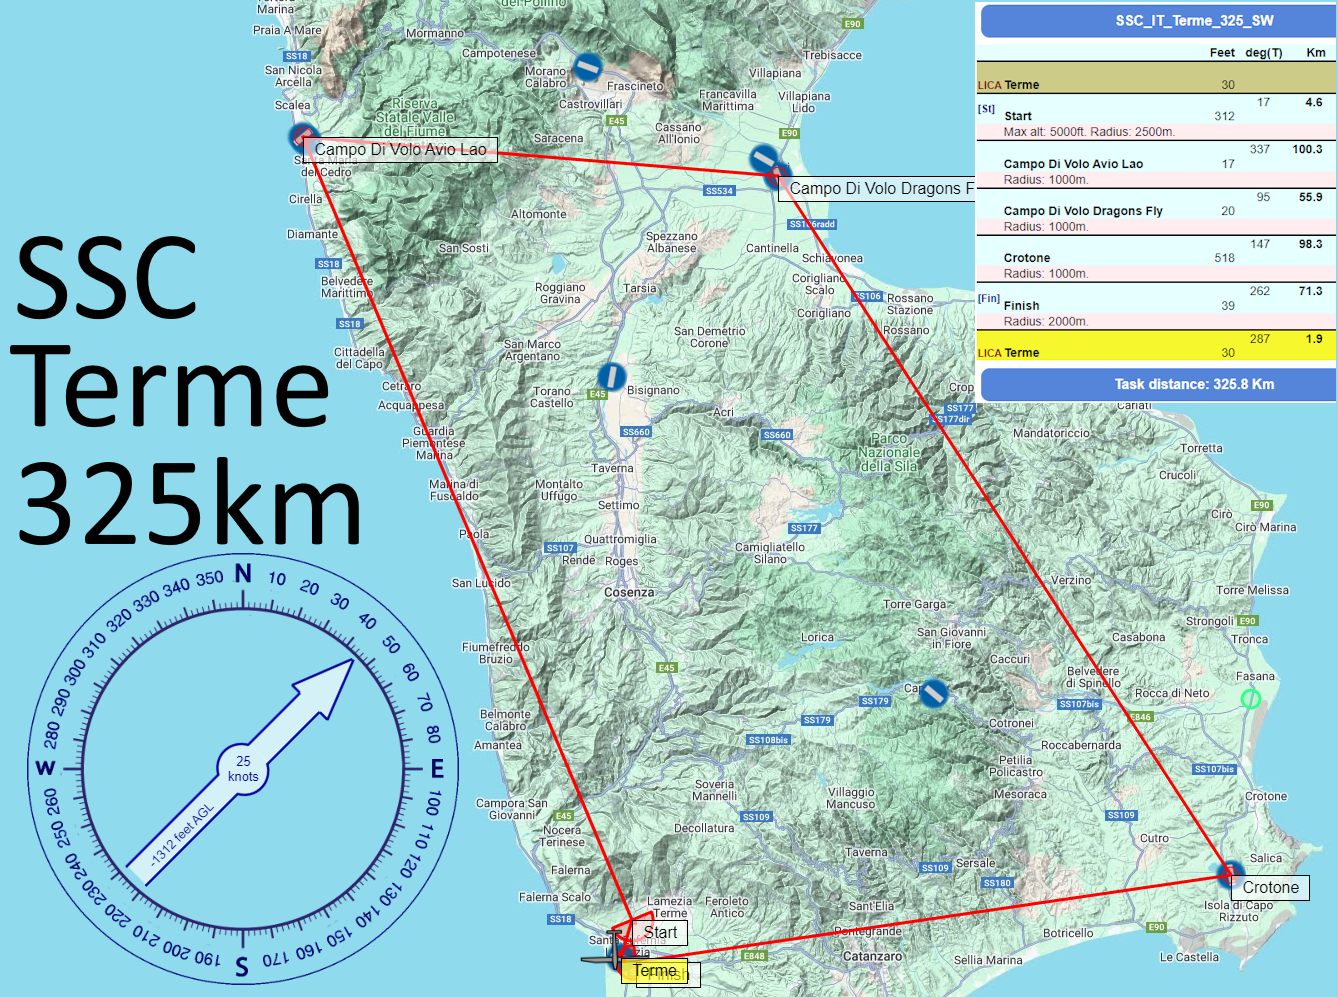 SSC
Terme
325km
SSC_IT_Terme_325_SW
Feet deg(T) Km
LICA Terme 30
17 4.6
[St] Start 312
Max alt: 5000ft. Radius: 2500m.
337 100.3
Campo Di Volo Avio Lao 17
Radius: 1000m.
95 55.9
Campo Di Volo Dragons Fly 20
Radius: 1000m.
147 98.3
Crotone 518
Radius: 1000m.
262 71.3
[Fin] Finish 39
Radius: 2000m.
287 1.9
LICA Terme 30
Task distance: 325.8 Km
Marina
Praia A Mare
SS18
San Nicola
Arcella
Scalea
Mormanno
Campotenese
Morano
Calabro
Castrovillari
Frascineto
E45
Riserva
Statale Valle
del Fiume
Saracena
Cassano
All'Ionio
Francavilla
Marittima
Villapiana
Villapiana
Lido
Trebisacce
E90
E90
Campo Di Volo Avio Lao
Santa Maria
del Cedro
Campo Di Volo Dragons F
SS534
SS106radd
Cirella
Diamante
SS18
Belvedere
Marittimo
SS18
Altomonte
San Sosti
Spezzano
Albanese
Cantinella
Schiavonea
Corigliano
Scalo
Corigliano
SS106
Rossano
Stazione
Rossano
Roggiano
Gravina
Tarsia
San Demetrio
Corone
San Marco
Argentano
Cittadella
del Capo
Cetraro
Acquappesa
Torano
Castello
E45
Bisignano
Acri
SS660
SS660
Crop
SS177
SS177dir
Cariati
Mandatoriccio
Parco
Nazionale
della Sila
Guardia
Piemontese
Marina
Taverna
Montalto
Uffugo
Settimo
Marina di
Fuscaldo
Torretta
Crucoli
E90
Cirò
Cirò Marina
SS177
Camigliatello
Silano
Paola
SS107
Quattromiglia
Rende
Roges
San Lucido
Cosenza
Verzino
Torre Melissa
Torre Garga
Strongoli
E90
Tronca
Casabona
San Giovanni
in Fiore
Lorica
Caccuri
Belvedere
di Spinello
Fasana
Rocca di Neto
Fiumefreddo
Bruzio
E45
SS179
SS179
SS107bis
E846
Cotronei
Roccabernarda
Belmonte
Calabro
Amantea
SS108bis
Petilia
Policastro
SS107bis
Mesoraca
Soveria
Mannelli
Villaggio
Mancuso
Crotone
Campora San
Giovanni
E45
Nocera
Terinese
SS109
SS109
Decollatura
Cutro
Taverna
SS109
Sersale
SS180
Salica
Falerna
Falerna Scalo
Crotone
SS18
Lamezia
Terme
Feroleto
Antico
Sant'Elia
Isola di Capo
Rizzuto
Start
Pontegrande
Botricello
E90
E848
Catanzaro
Sellia Marina
Le Castella
Terme
Finish
N
10
20
30
40
50
60
70
80
E
100
110
120
130
140
150
160
170
S
190
200
210
220
230
240
250
260
W
280
290
300
310
320
330
340
350
25
knots
-1312 feet AGL